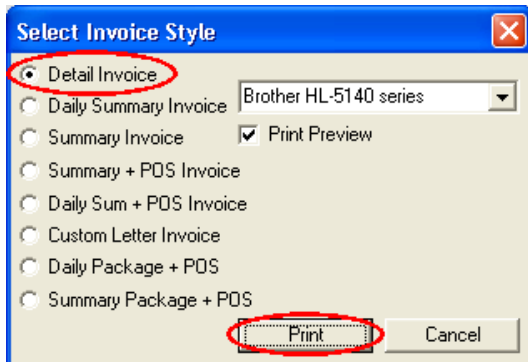 Select Invoice Style
Detail Invoice
Daily Summary Invoice
Brother HL-5140 series
Summary Invoice
Print Preview
Summary + POS Invoice
Daily Sum + POS Invoice
Custom Letter Invoice
Daily Package + POS
Summary Package + POS
Print
Cancel